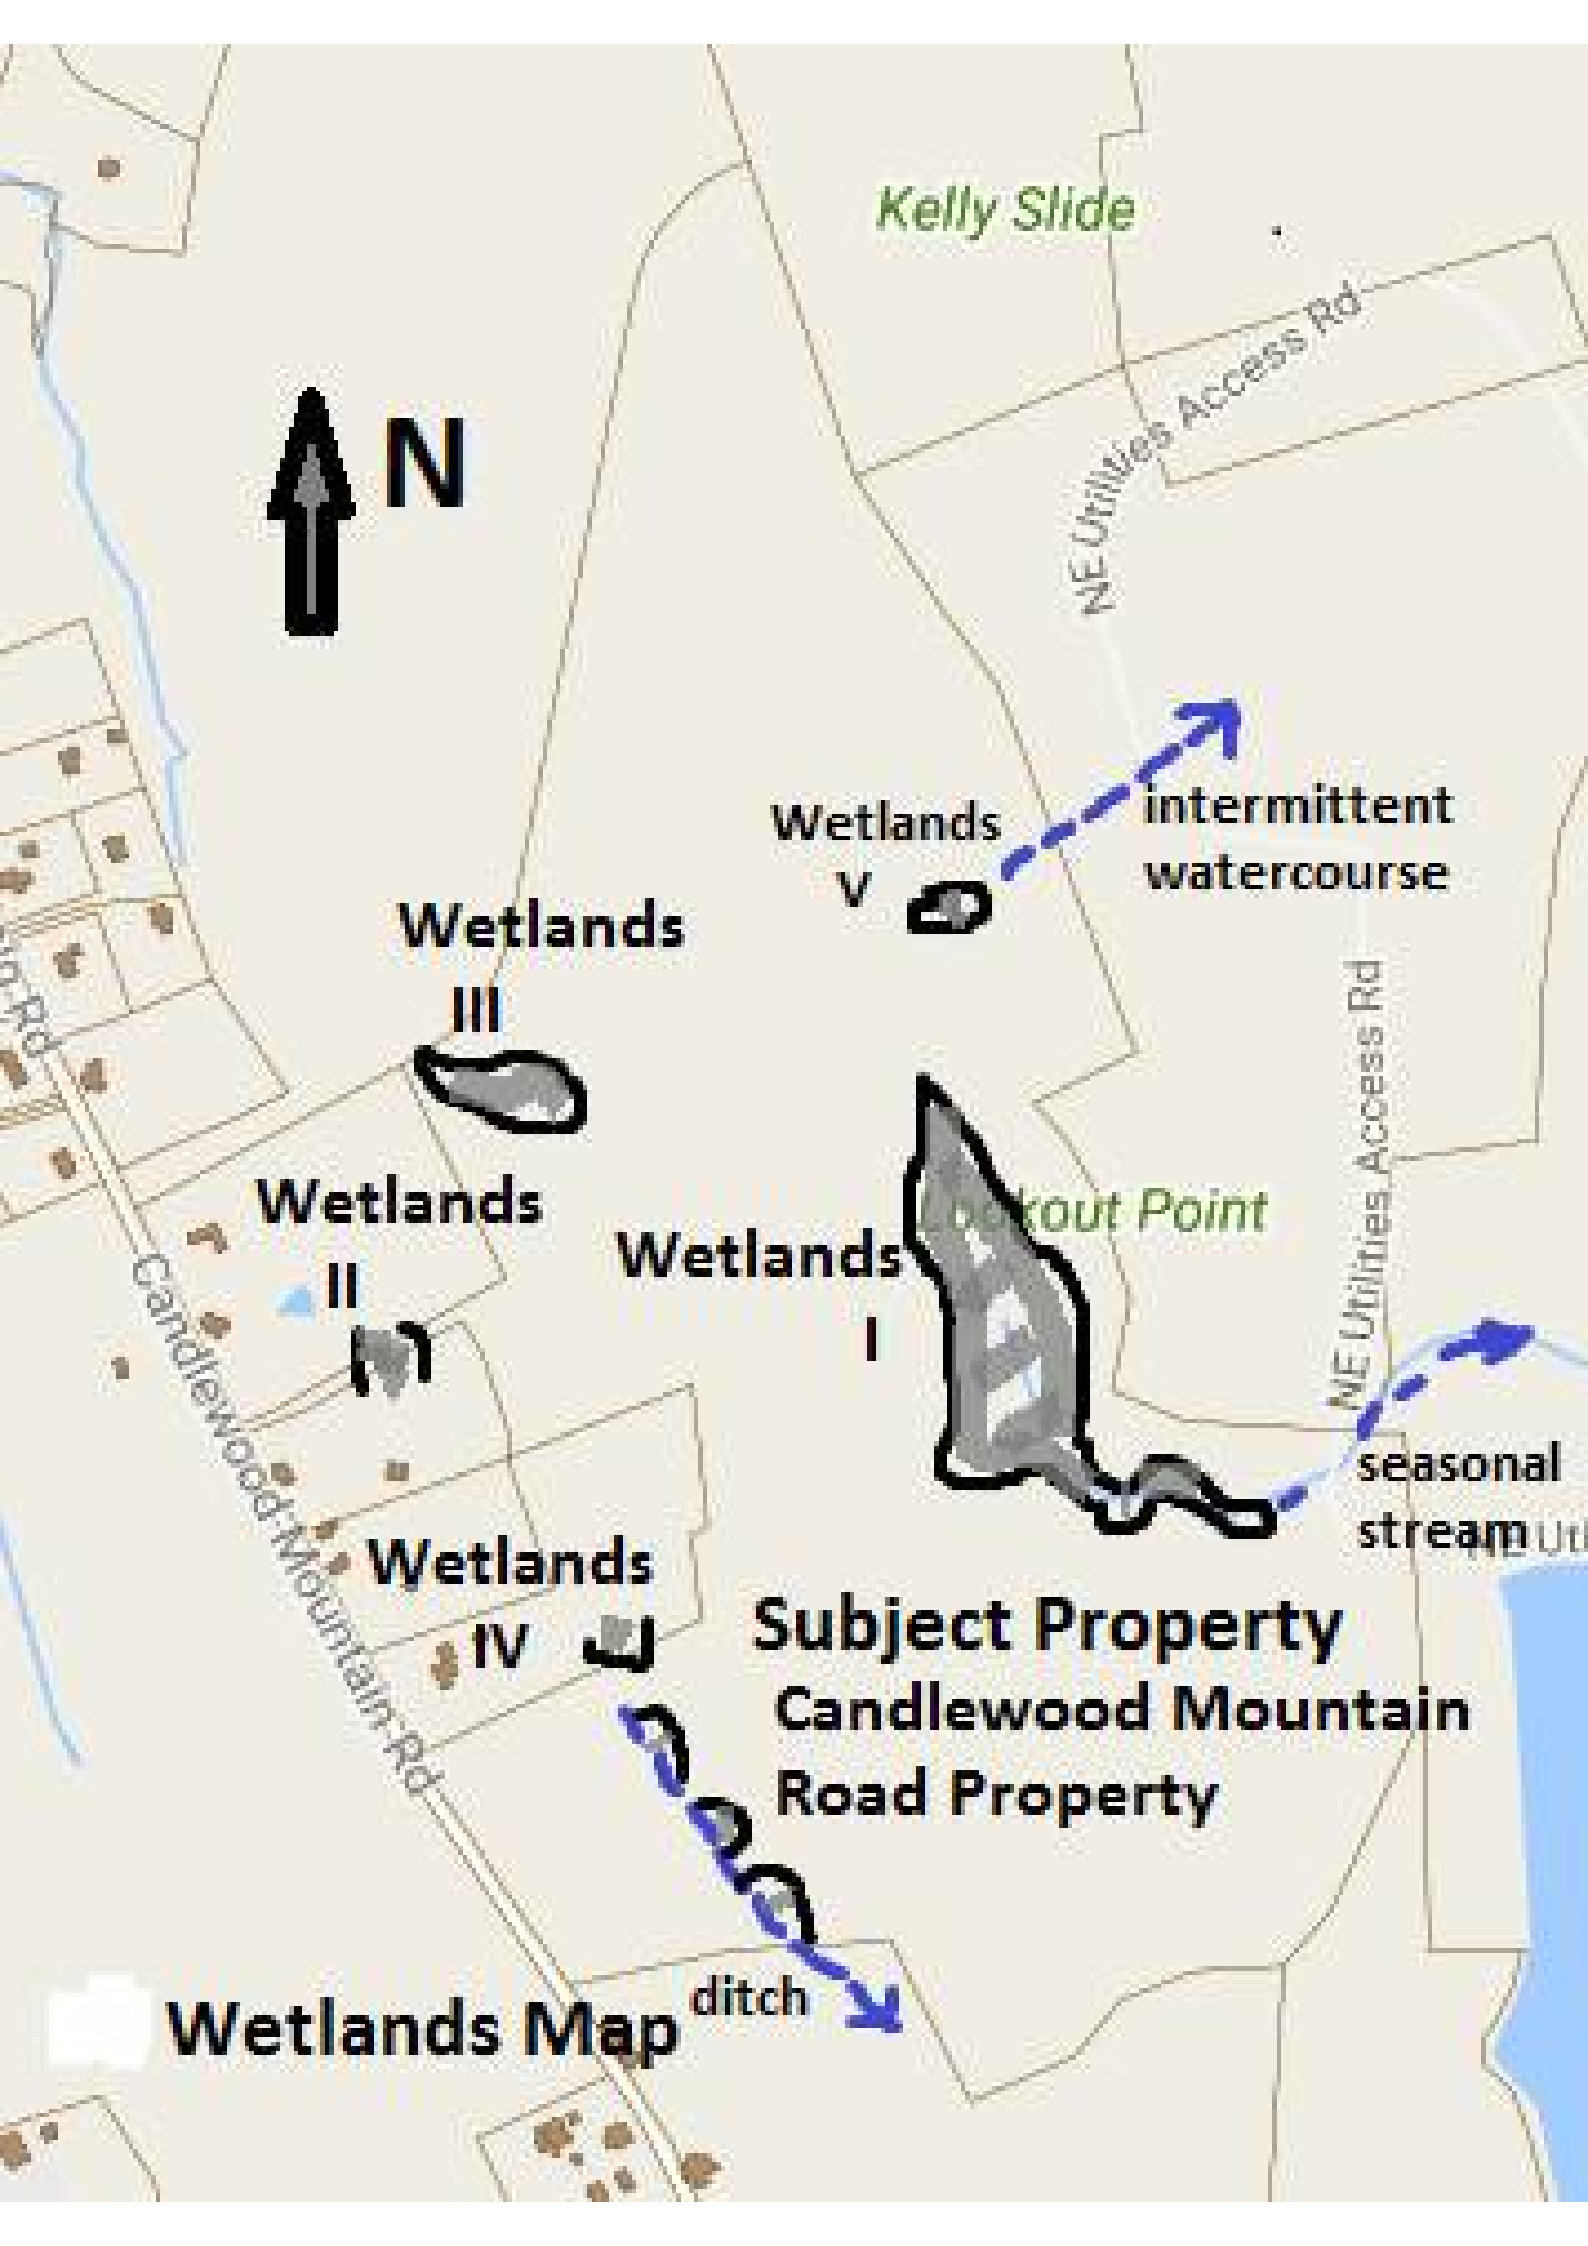 Kelly Slide
NE Utilities Access Rd
N
intermittent
watercourse
Wetlands
V
Wetlands
III
NE Utilities Access Rd
Wetlands
II
Lookout Point
Wetlands
I
Candlewood Mountain Rd
seasonal
stream
Wetlands
IV
Subject Property
Candlewood Mountain
Road Property
ditch
Wetlands Map